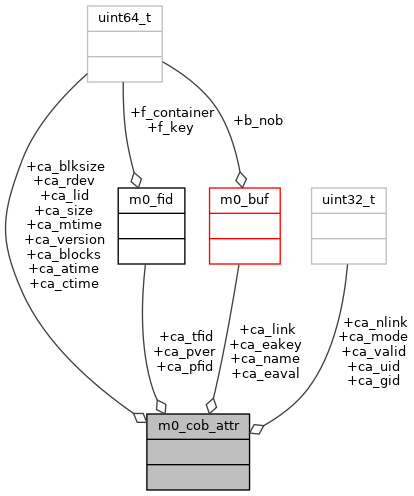 uint64_t
+f_container
+f_key
+b_nob
+ca_blksize
+ca_rdev
+ca_lid
+ca_size
+ca_mtime
+ca_version
+ca_blocks
+ca_atime
+ca_ctime
m0_fid
m0_buf
uint32_t
+ca_tfid
+ca_pver
+ca_pfid
+ca_link
+ca_eakey
+ca_name
+ca_eaval
+ca_nlink
+ca_mode
+ca_valid
+ca_uid
+ca_gid
m0_cob_attr